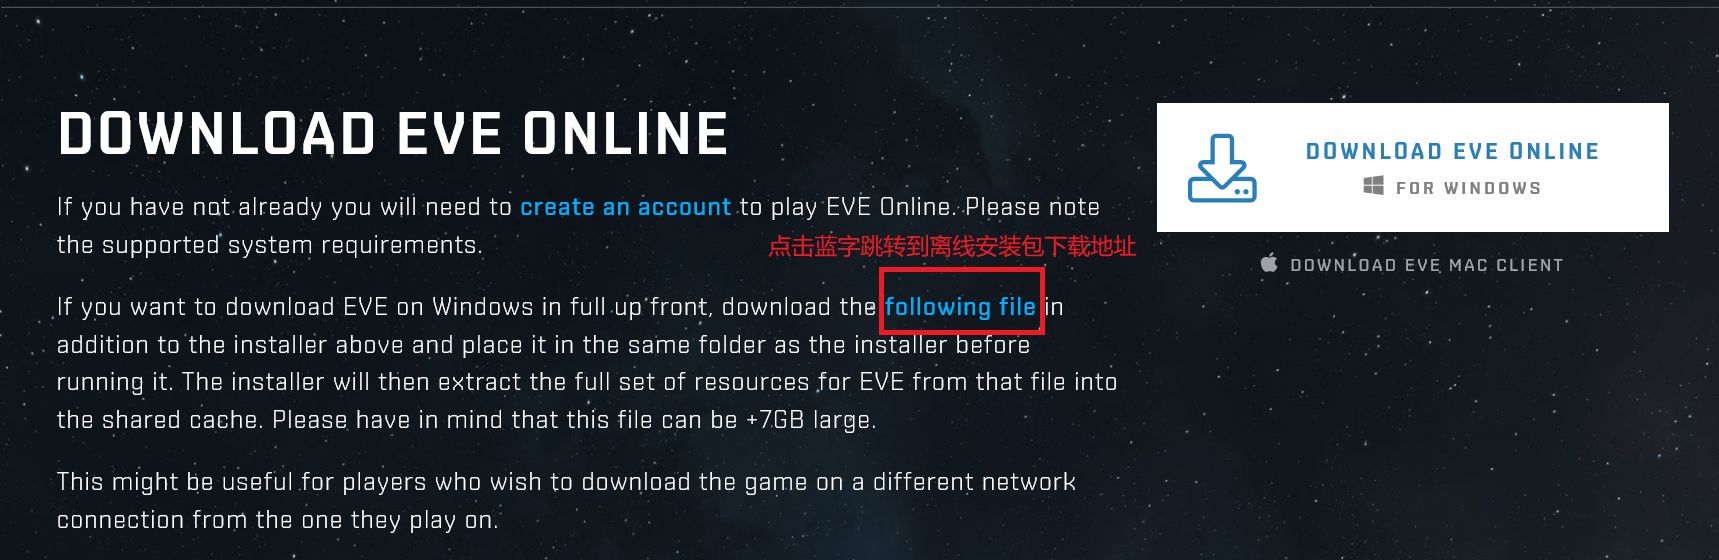 DOWNLOAD EVE ONLINE
If you have not already you will need to create an account to play EVE Online. Please note
the supported system requirements.
点击蓝字跳转到离线安装包下载地址
If you want to download EVE on Windows in full up front, download the following file in
addition to the installer above and place it in the same folder as the installer before
running it. The installer will then extract the full set of resources for EVE from that file into
the shared cache. Please have in mind that this file can be +7GB large.
This might be useful for players who wish to download the game on a different network
connection from the one they play on.
DOWNLOAD EVE ONLINE
FOR WINDOWS
DOWNLOAD EVE MAC CLIENT